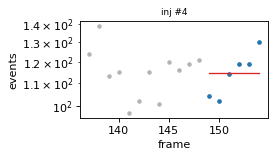 inj #4
1.4 × 10²
1.3 × 10²
1.2 × 10²
1.1 × 10²
10²
events
140
145
150
frame